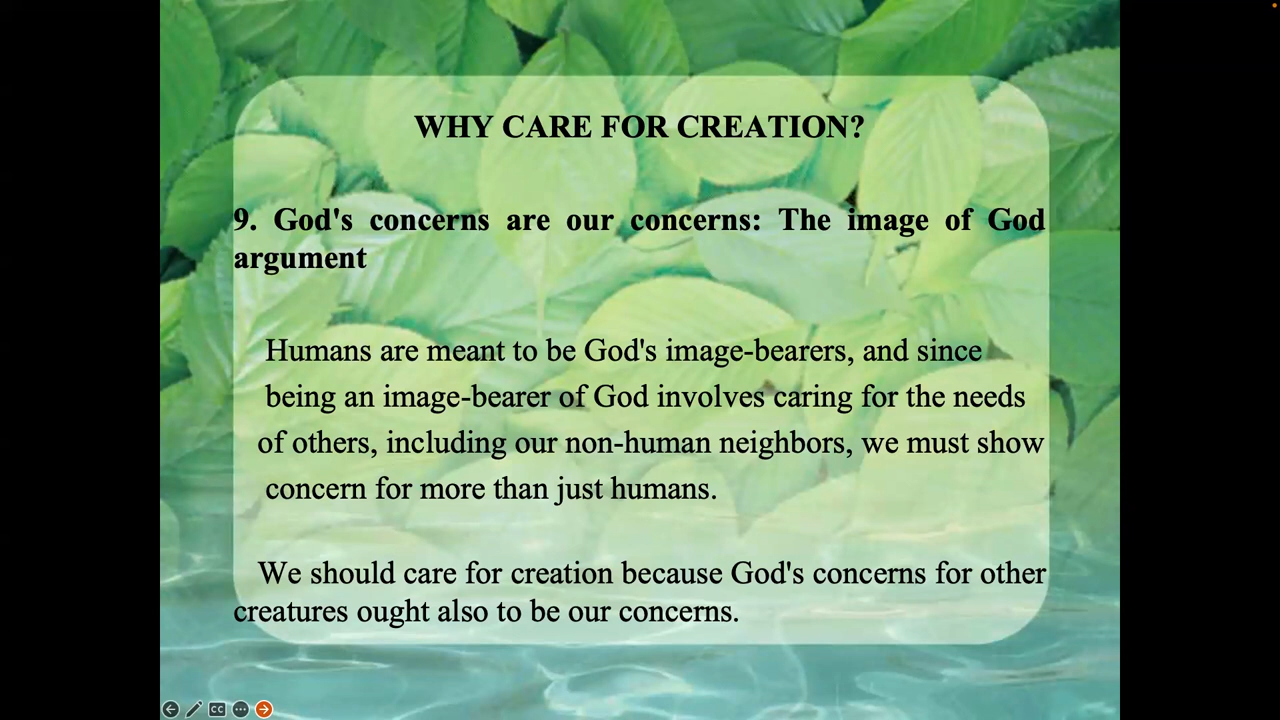 WHY CARE FOR CREATION?
9. God's concerns are our concerns: The image of God
argument
Humans are meant to be God's image-bearers, and since
being an image-bearer of God involves caring for the needs
of others, including our non-human neighbors, we must show
concern for more than just humans.
We should care for creation because God's concerns for other
creatures ought also to be our concerns.
CC